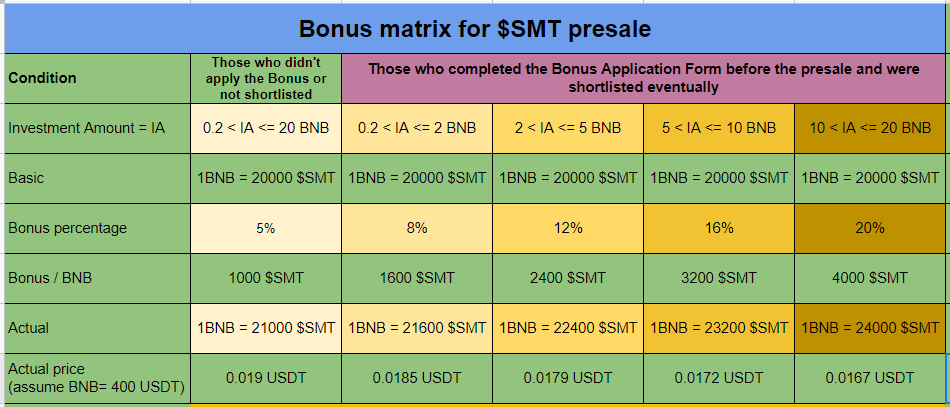 Bonus matrix for $SMT presale
Condition
Those who didn't
apply the Bonus or
not shortlisted
Those who completed the Bonus Application Form before the presale and were
shortlisted eventually
Investment Amount = IA 0.2 < IA <= 20 BNB 0.2 < IA <= 2 BNB 2 < IA <= 5 BNB 5 < IA <= 10 BNB 10 < IA <= 20 BNB
Basic 1BNB = 20000 $SMT 1BNB = 20000 $SMT 1BNB = 20000 $SMT 1BNB = 20000 $SMT 1BNB = 20000 $SMT
Bonus percentage 5% 8% 12% 16% 20%
Bonus / BNB 1000 $SMT 1600 $SMT 2400 $SMT 3200 $SMT 4000 $SMT
Actual 1BNB = 21000 $SMT 1BNB = 21600 $SMT 1BNB = 22400 $SMT 1BNB = 23200 $SMT 1BNB = 24000 $SMT
Actual price
(assume BNB= 400 USDT) 0.019 USDT 0.0185 USDT 0.0179 USDT 0.0172 USDT 0.0167 USDT